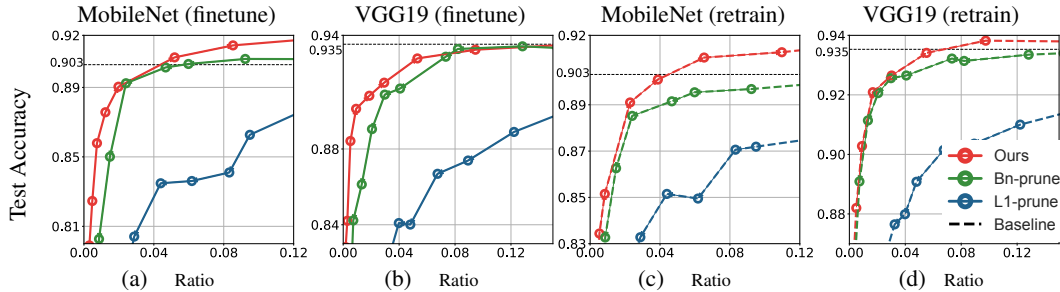 MobileNet (finetune)
VGG19 (finetune)
MobileNet (retrain)
VGG19 (retrain)
Test Accuracy
0.92
0.903
0.89
0.85
0.81
0.00 0.04 0.08 0.12
(a) Ratio
0.94
0.935
0.88
0.84
0.00 0.04 0.08 0.12
(b) Ratio
0.92
0.903
0.89
0.87
0.85
0.83
0.00 0.04 0.08 0.12
(c) Ratio
0.94
0.935
0.92
0.90
0.88
0.00 0.05 0.10 0.15
(d) Ratio
Ours
Bn-prune
L1-prune
Baseline